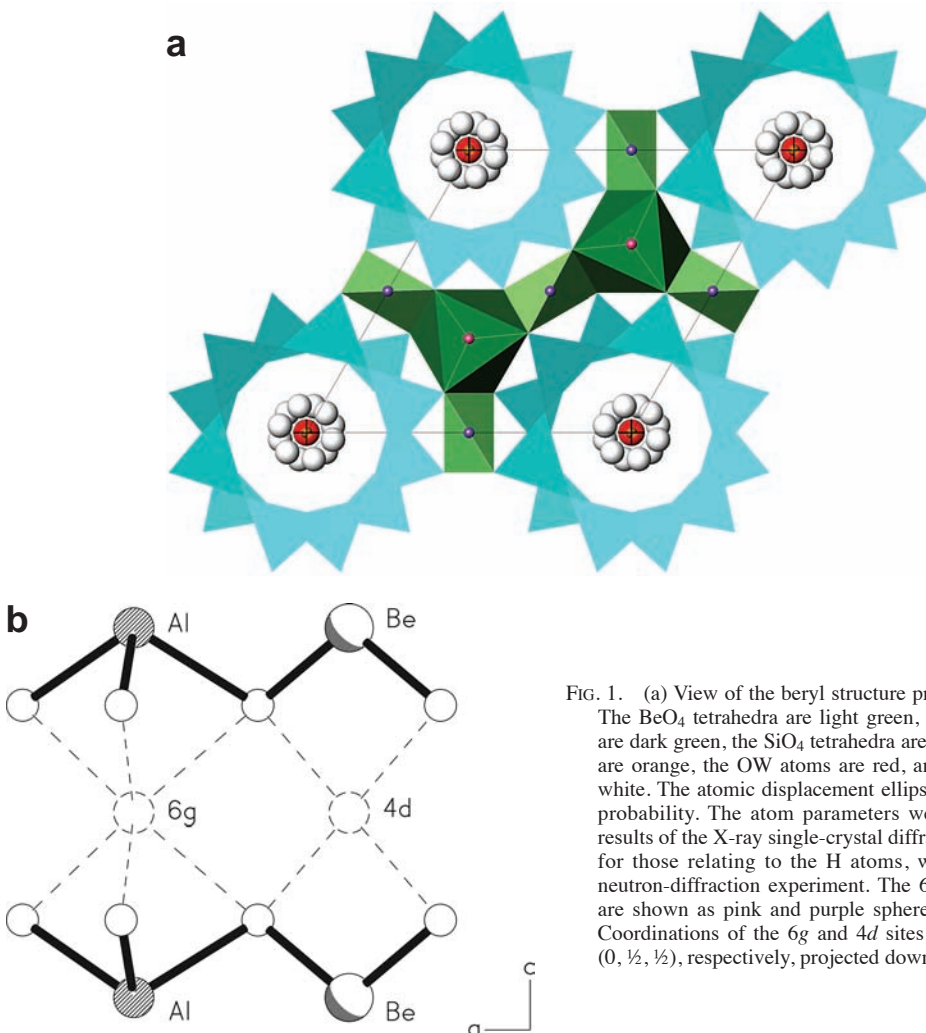 a
b
Al
Be
6g
4d
Al
Be
c
a
FIG. 1. (a) View of the beryl structure pr
The BeO₄ tetrahedra are light green,
are dark green, the SiO₄ tetrahedra are
are orange, the OW atoms are red, an
white. The atomic displacement ellips
probability. The atom parameters we
results of the X-ray single-crystal diffr
for those relating to the H atoms, w
neutron-diffraction experiment. The 6
are shown as pink and purple sphere
Coordinations of the 6g and 4d sites
(0, ½, ½), respectively, projected down